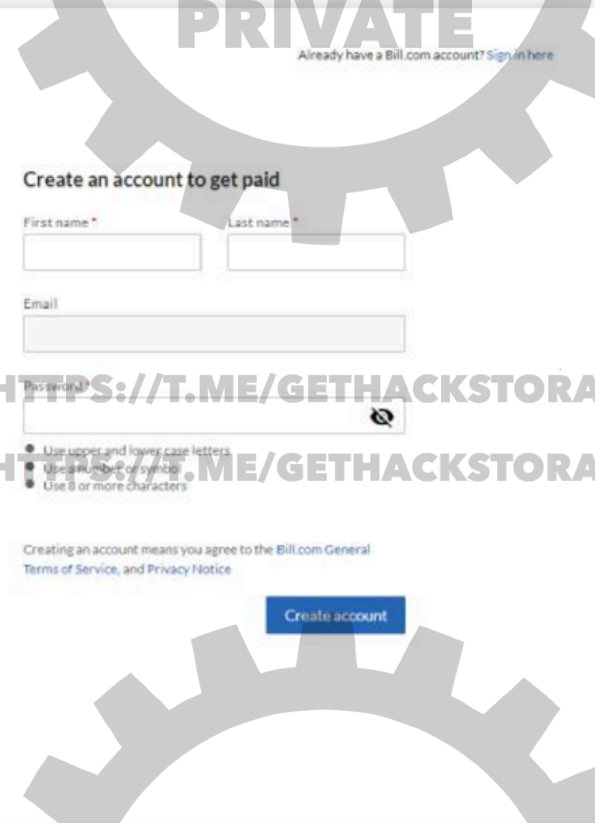 PRIVATE
Already have a Bill.com account? Sign in here
Create an account to get paid
First name *
Last name *
Email
HTTPS://T.ME/GETHACKSTORA
Password *
Use upper and lower case letters
Use a number or symbol
HTTPS://T.ME/GETHACKSTORA
Use 8 or more characters
Creating an account means you agree to the Bill.com General
Terms of Service, and Privacy Notice
Create account